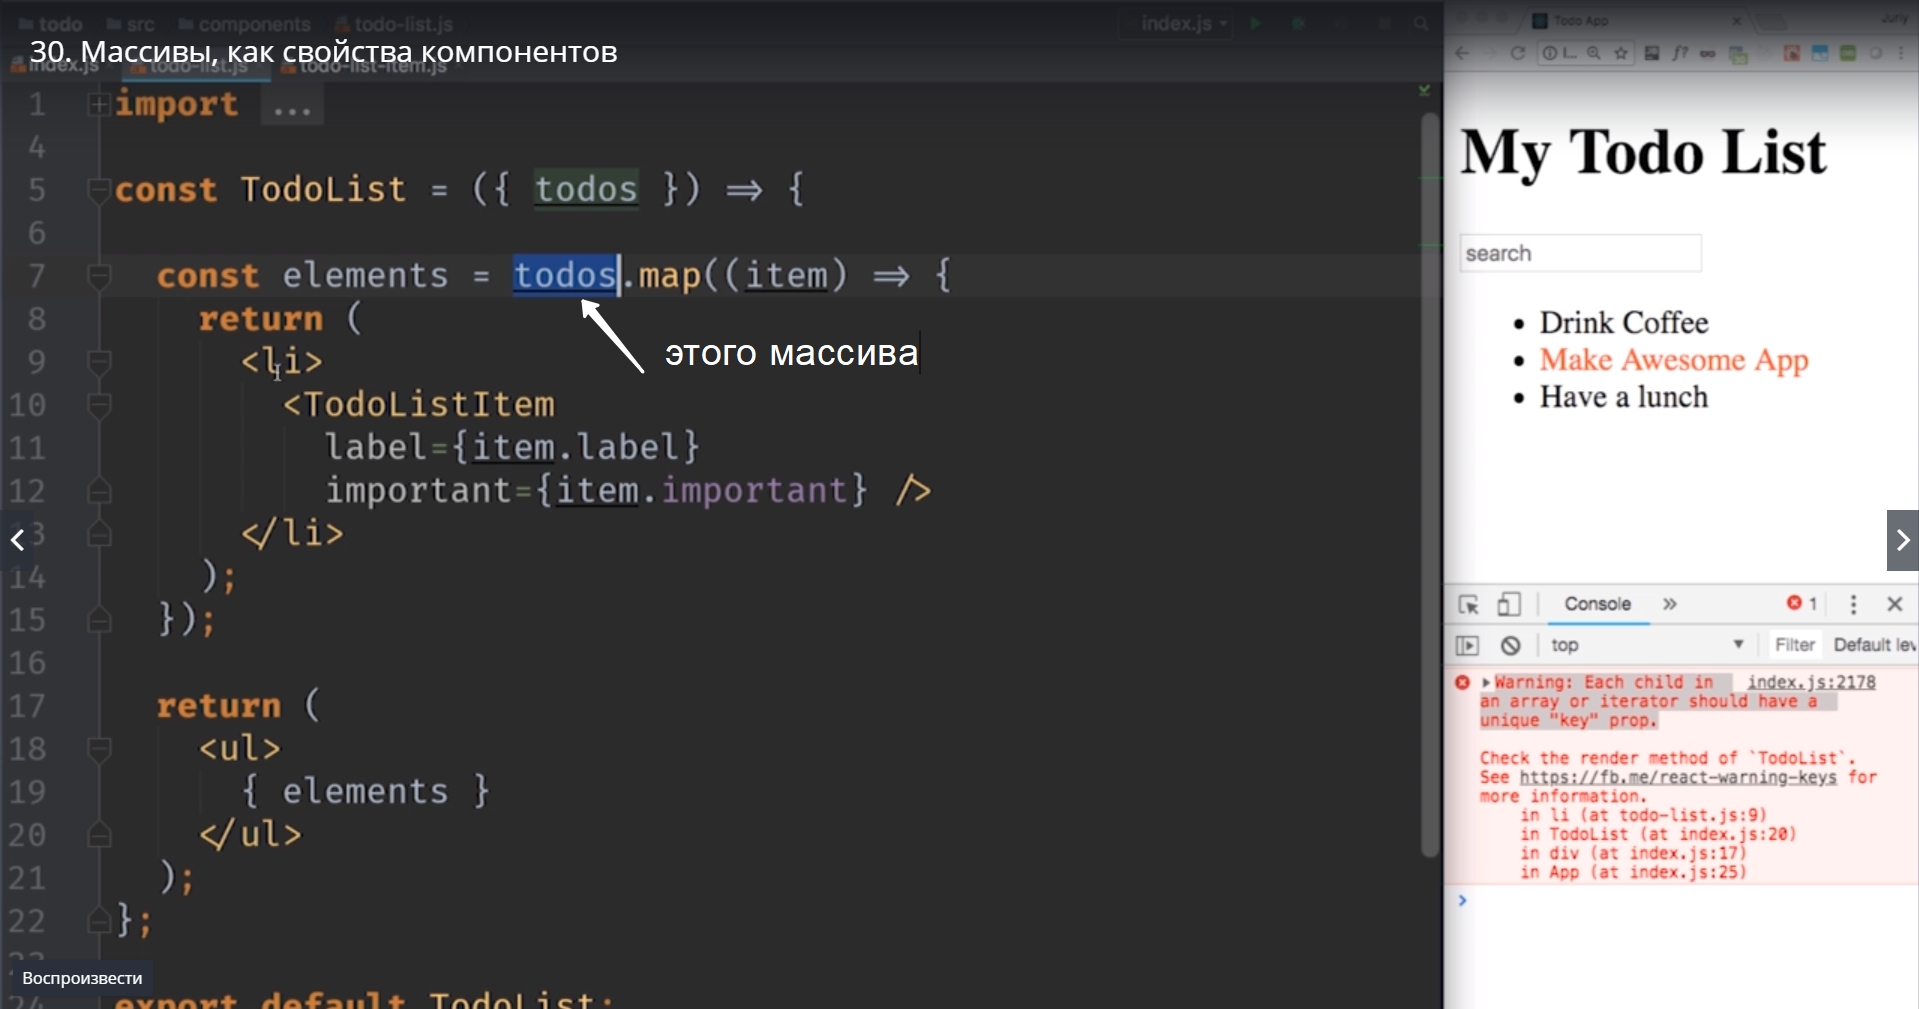 todo src components todo-list.js index.js
30. Массивы, как свойства компонентов
index.js todo-list.js todo-list-item.js
1 import ...
4
5 const TodoList = ({ todos }) => {
6
7 const elements = todos.map((item) => {
8 return (
этого массива
9 <li>
10 <TodoListItem
11 label={item.label}
12 important={item.important} />
13 </li>
14 );
15 });
16
17 return (
18 <ul>
19 { elements }
20 </ul>
21 );
22 };
23
Воспроизвести
24 export default TodoList;
Todo App
Juriy
My Todo List
search
Drink Coffee
Make Awesome App
Have a lunch
Console » 1
top Filter Default lev
Warning: Each child in index.js:2178
an array or iterator should have a
unique "key" prop.
Check the render method of `TodoList`.
See https://fb.me/react-warning-keys for
more information.
in li (at todo-list.js:9)
in TodoList (at index.js:20)
in div (at index.js:17)
in App (at index.js:25)